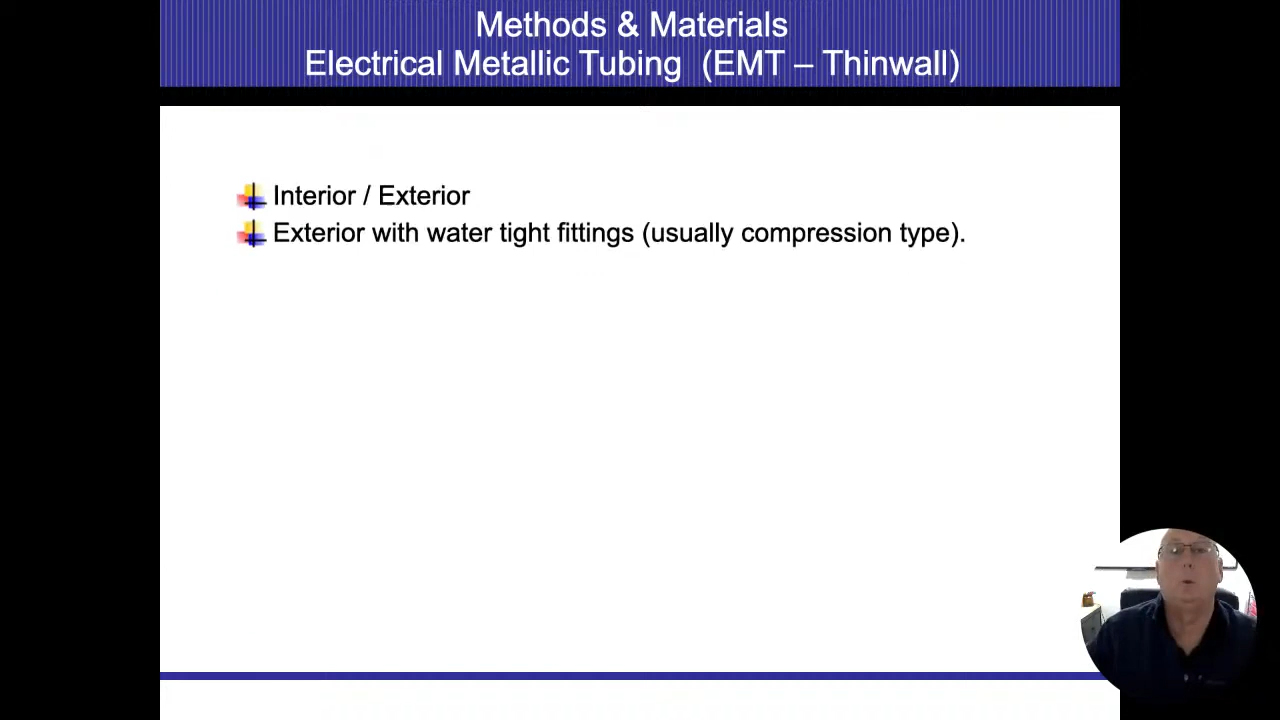 Methods & Materials
Electrical Metallic Tubing (EMT – Thinwall)
Interior / Exterior
Exterior with water tight fittings (usually compression type).